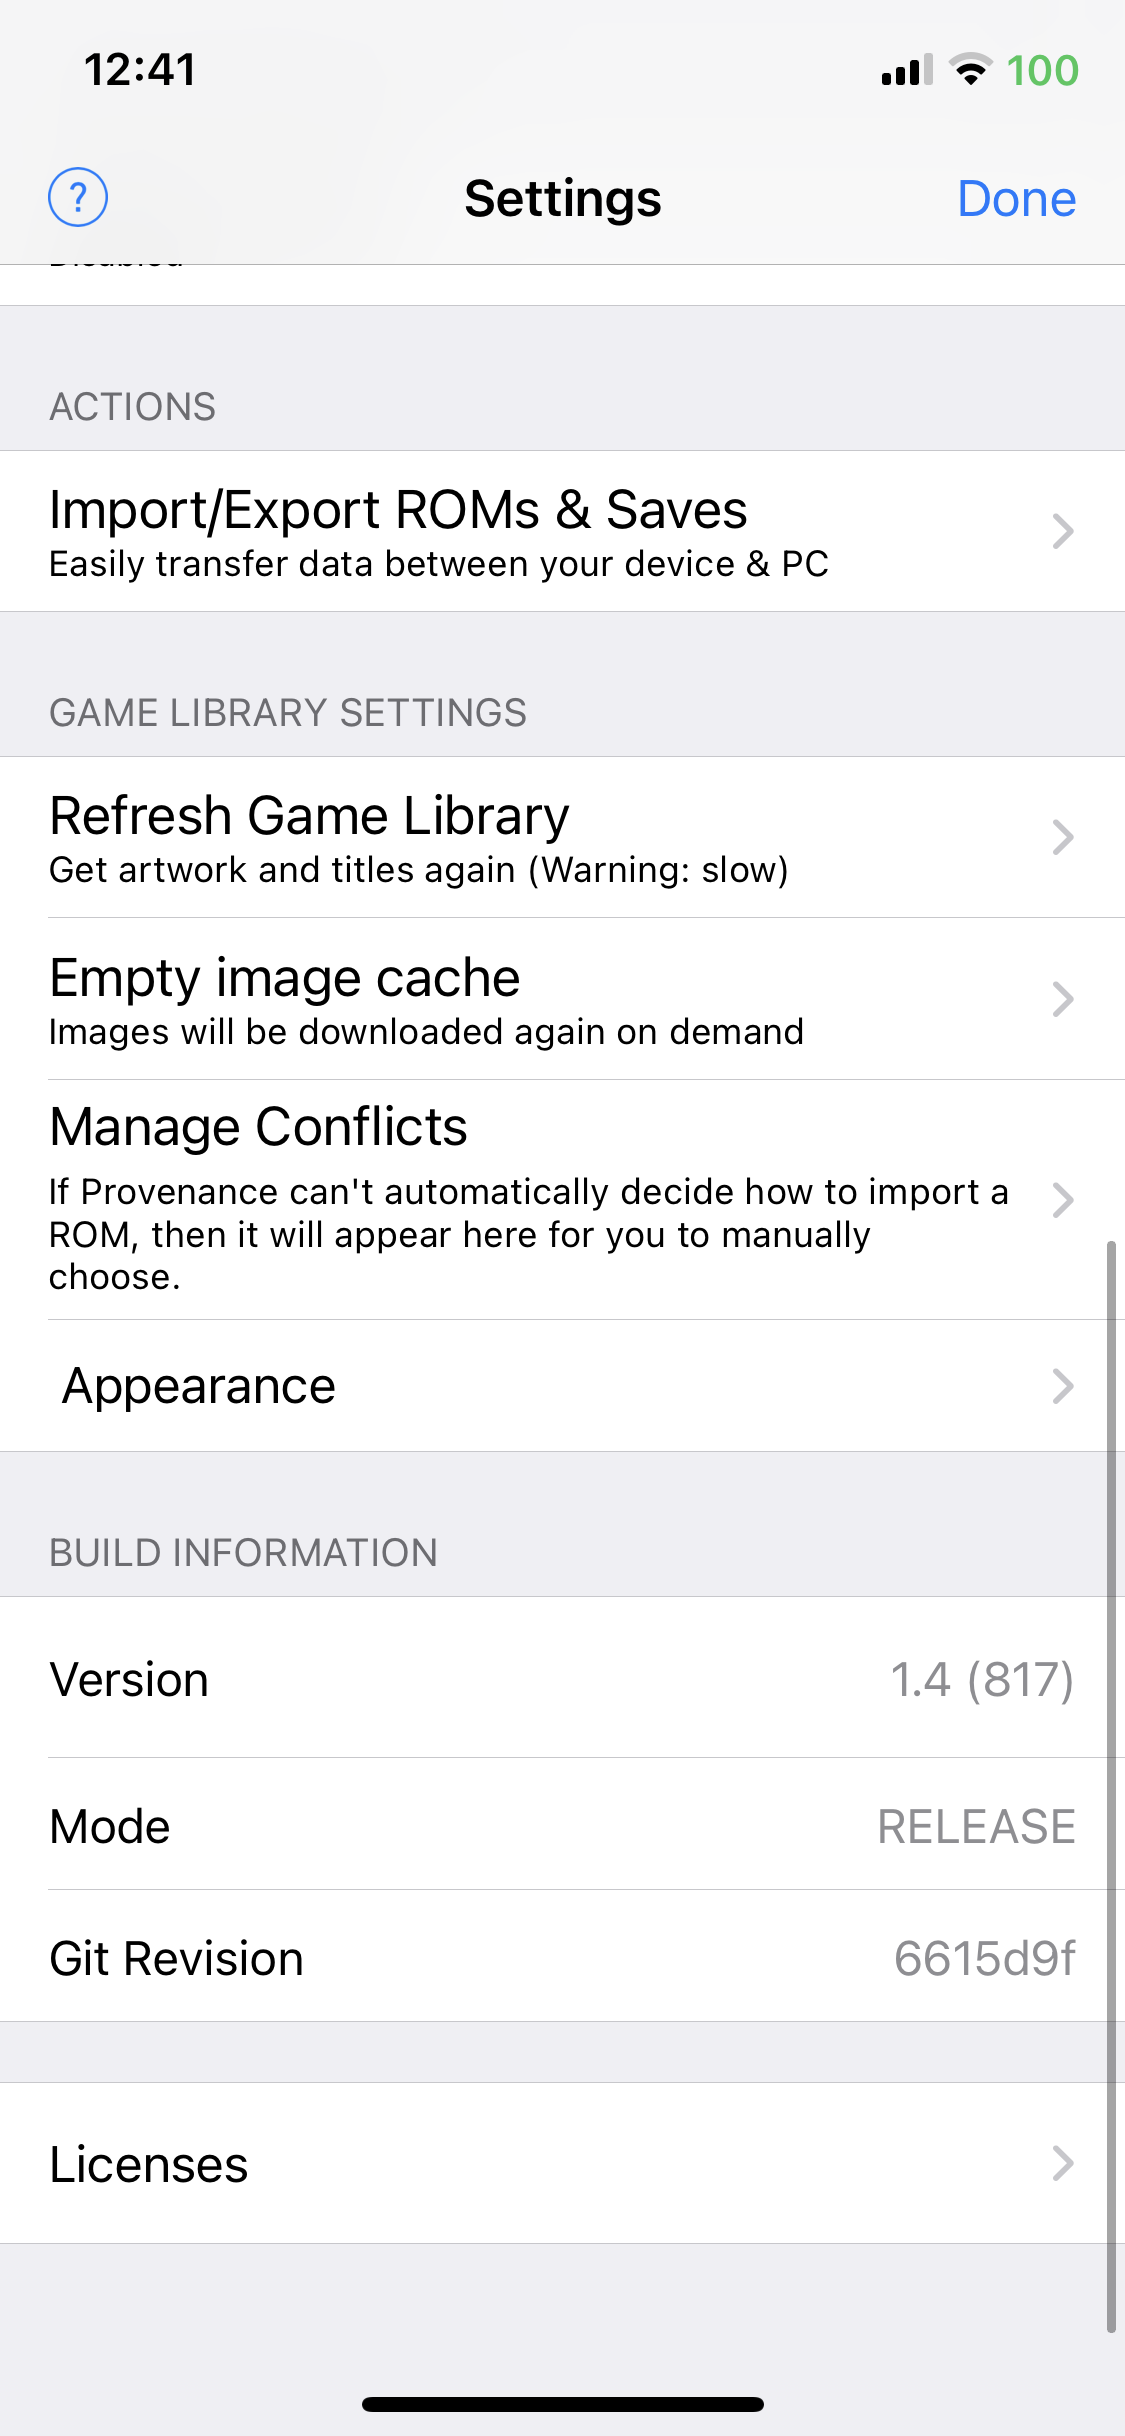 12:41
100
?
Settings
Done
ACTIONS
Import/Export ROMs & Saves
Easily transfer data between your device & PC
GAME LIBRARY SETTINGS
Refresh Game Library
Get artwork and titles again (Warning: slow)
Empty image cache
Images will be downloaded again on demand
Manage Conflicts
If Provenance can't automatically decide how to import a
ROM, then it will appear here for you to manually
choose.
Appearance
BUILD INFORMATION
Version
1.4 (817)
Mode
RELEASE
Git Revision
6615d9f
Licenses